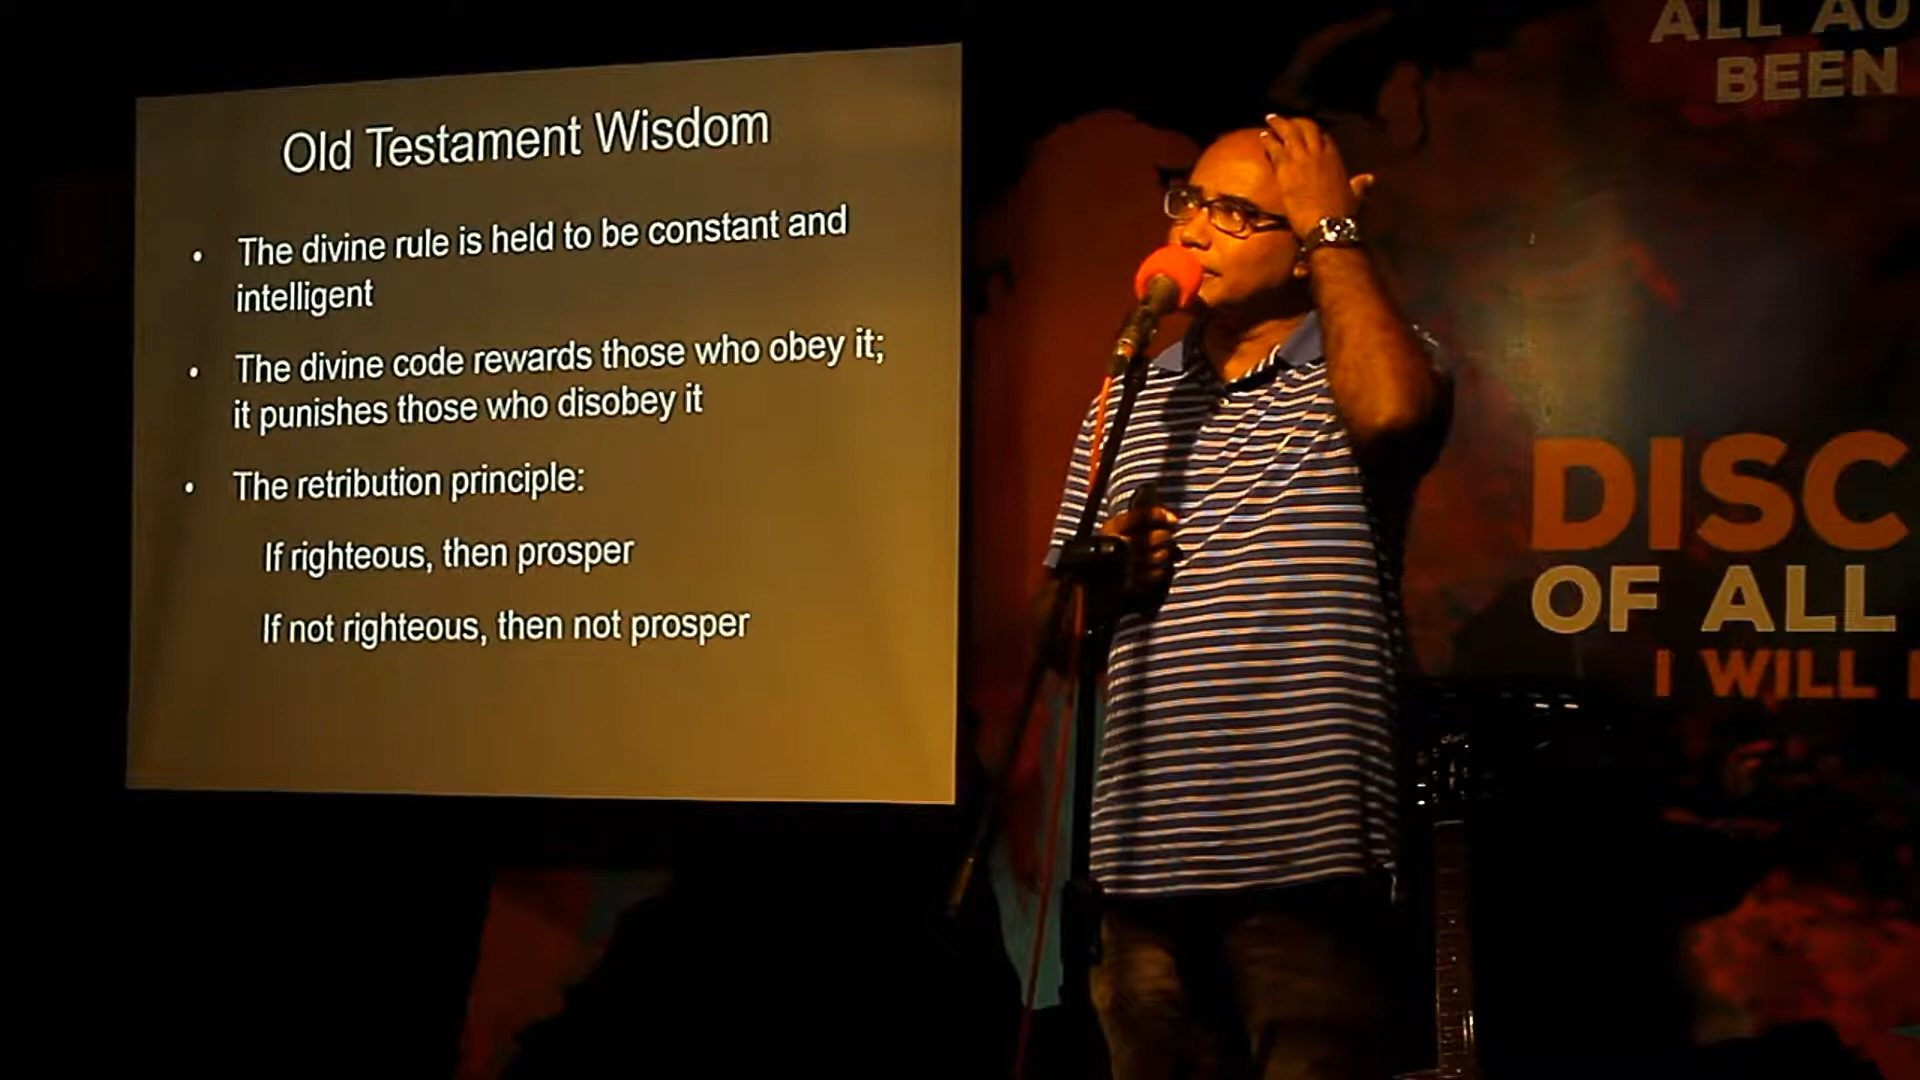 Old Testament Wisdom
• The divine rule is held to be constant and
intelligent
• The divine code rewards those who obey it;
it punishes those who disobey it
• The retribution principle:
If righteous, then prosper
If not righteous, then not prosper
ALL AU
BEEN
DISC
OF ALL
I WILL